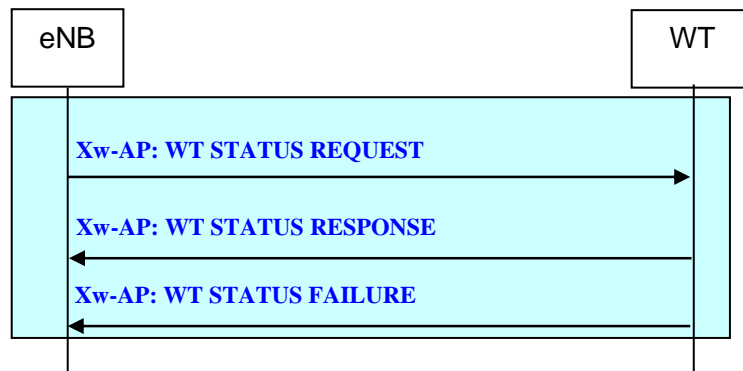 eNB
WT
Xw-AP: WT STATUS REQUEST
Xw-AP: WT STATUS RESPONSE
Xw-AP: WT STATUS FAILURE